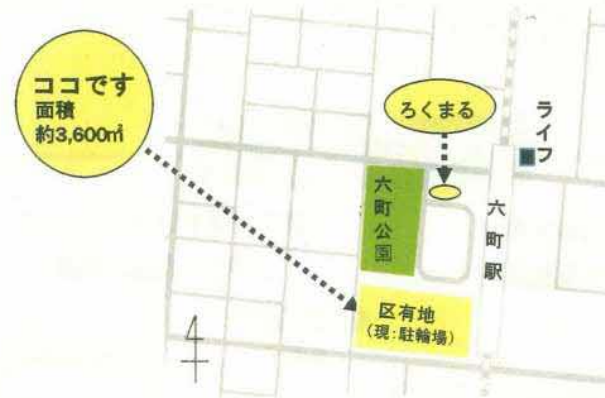 ココです
面積
約3,600㎡
ろくまる
ライフ
六町公園
六町駅
区有地
(現:駐輪場)